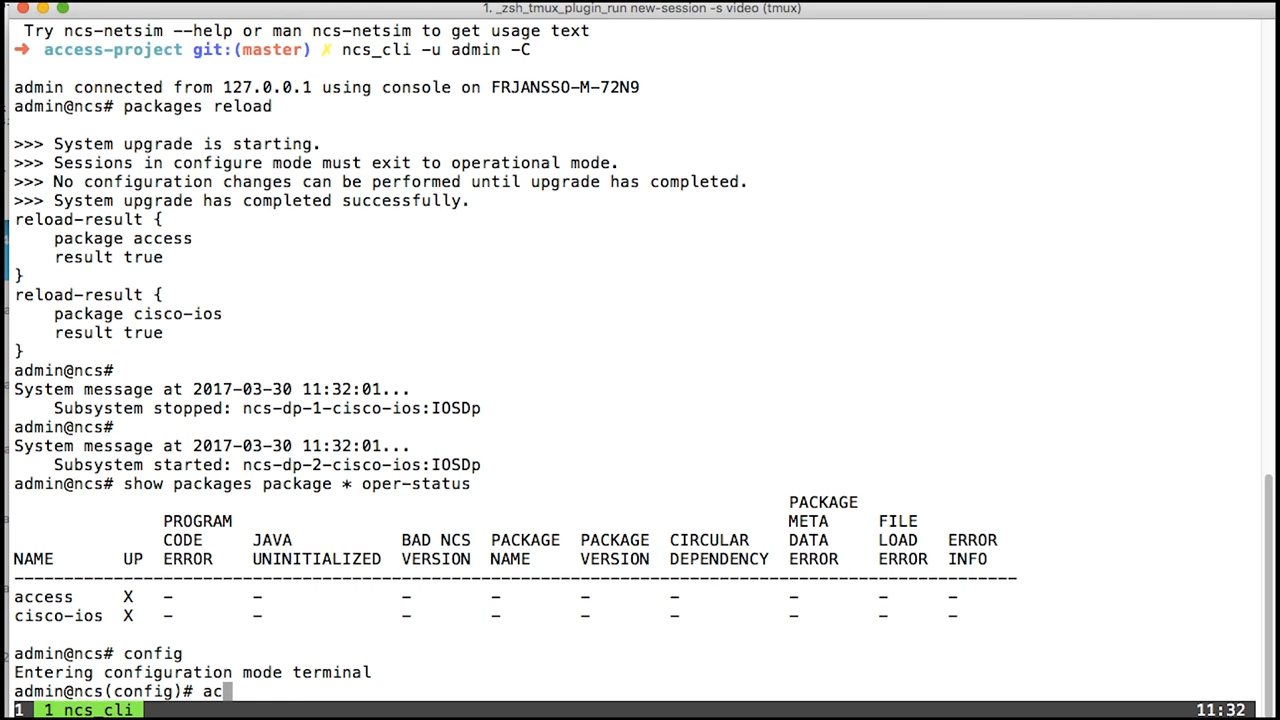 1. _zsh_tmux_plugin_run new-session -s video (tmux)
Try ncs-netsim --help or man ncs-netsim to get usage text
➜ access-project git:(master) ✗ ncs_cli -u admin -C
admin connected from 127.0.0.1 using console on FRJANSSO-M-72N9
admin@ncs# packages reload
>>> System upgrade is starting.
>>> Sessions in configure mode must exit to operational mode.
>>> No configuration changes can be performed until upgrade has completed.
>>> System upgrade has completed successfully.
reload-result {
    package access
    result true
}
reload-result {
    package cisco-ios
    result true
}
admin@ncs#
System message at 2017-03-30 11:32:01...
    Subsystem stopped: ncs-dp-1-cisco-ios:IOSDp
admin@ncs#
System message at 2017-03-30 11:32:01...
    Subsystem started: ncs-dp-2-cisco-ios:IOSDp
admin@ncs# show packages package * oper-status
PACKAGE
PROGRAM META FILE
CODE JAVA BAD NCS PACKAGE PACKAGE CIRCULAR DATA LOAD ERROR
NAME UP ERROR UNINITIALIZED VERSION NAME VERSION DEPENDENCY ERROR ERROR INFO
----------------------------------------------------------------------------------------------------
access X - - - - - - - - -
cisco-ios X - - - - - - - - -
admin@ncs# config
Entering configuration mode terminal
admin@ncs(config)# ac
1 1 ncs_cli 11:32